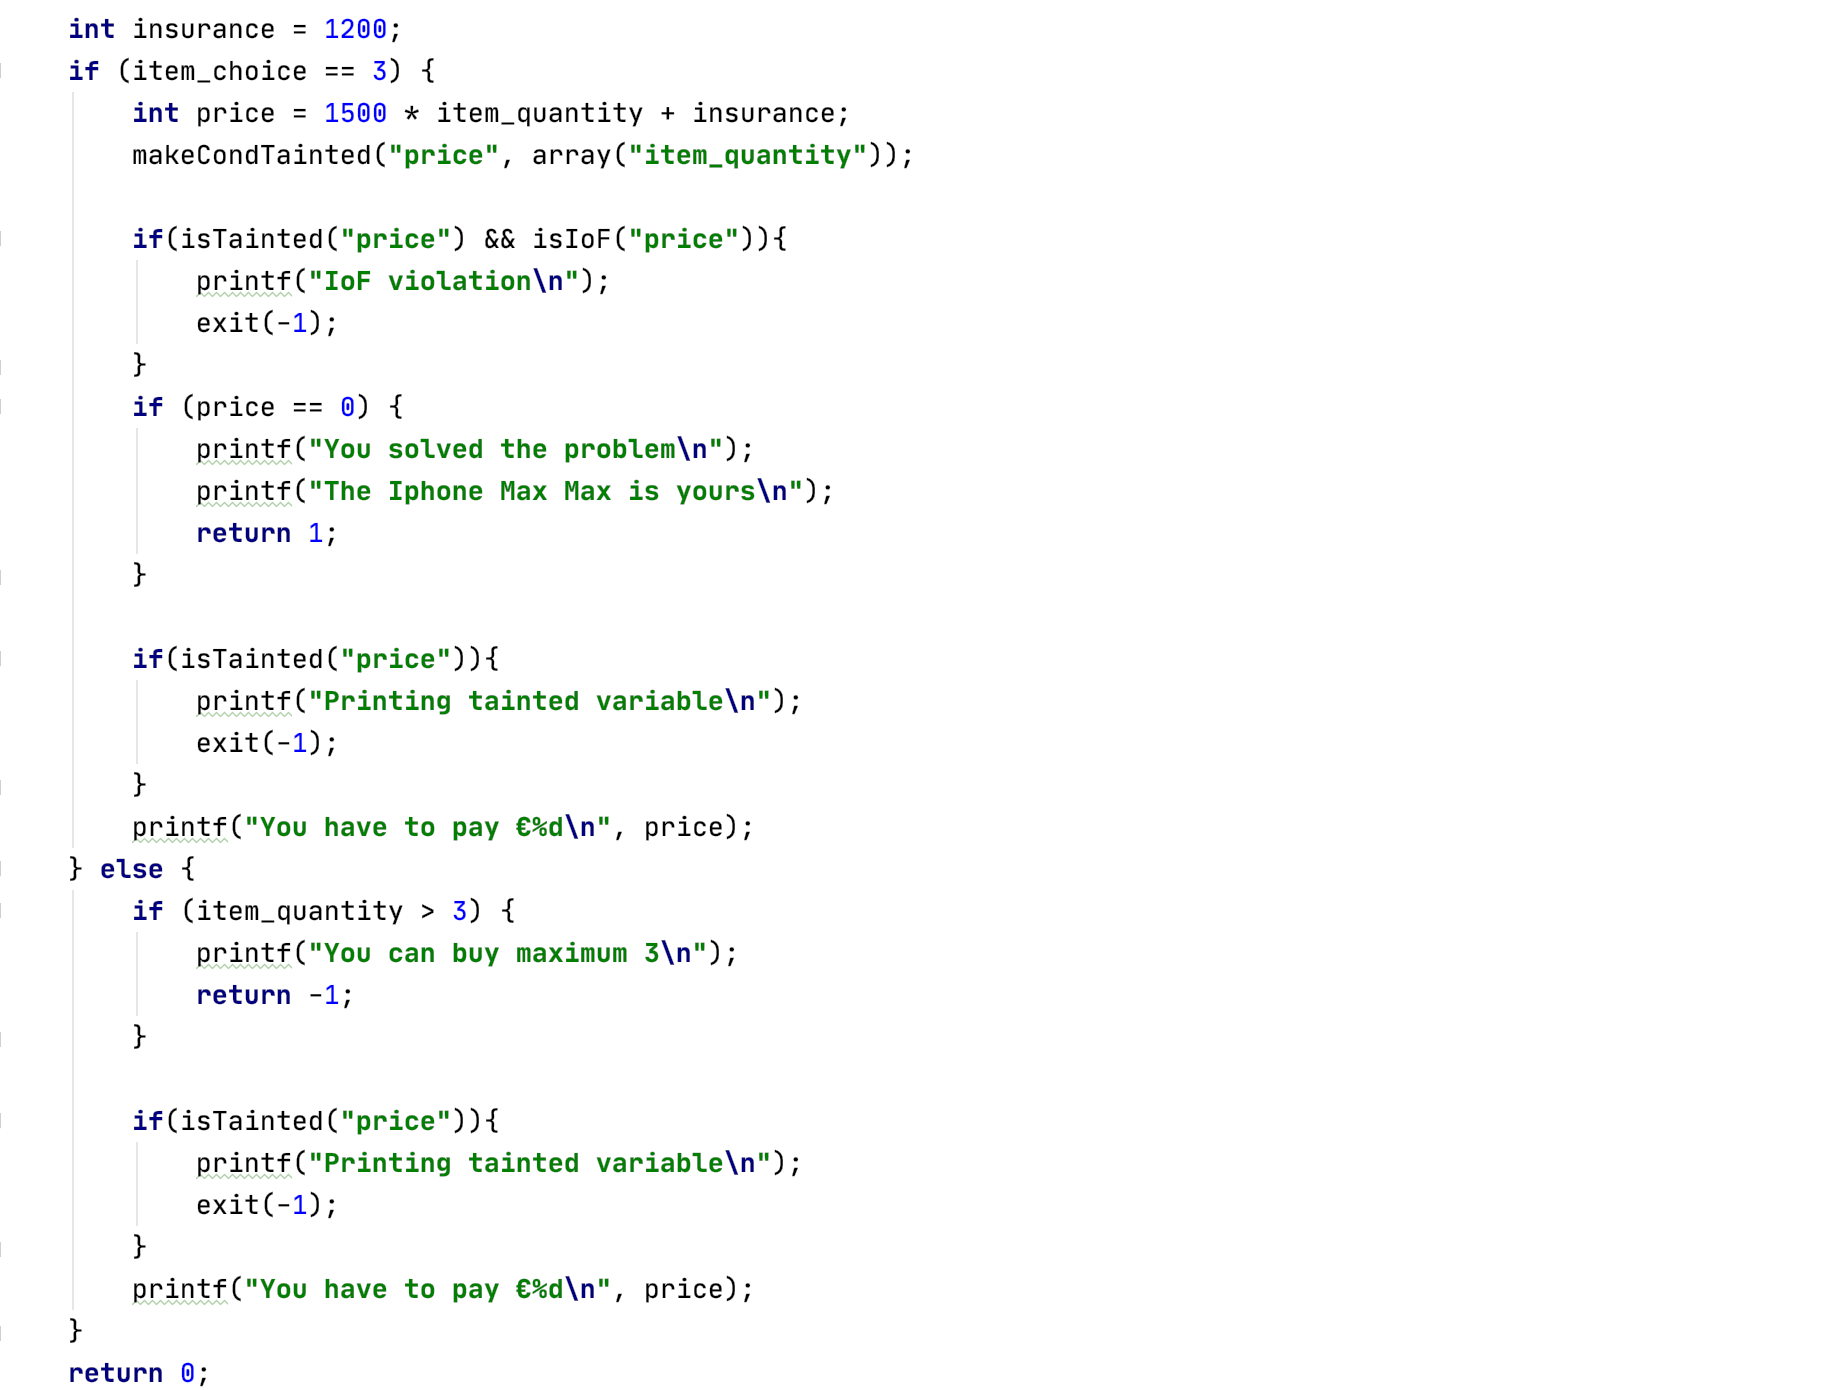 int insurance = 1200;
if (item_choice == 3) {
int price = 1500 * item_quantity + insurance;
makeCondTainted("price", array("item_quantity"));
if(isTainted("price") && isIoF("price")){
printf("IoF violation\n");
exit(-1);
}
if (price == 0) {
printf("You solved the problem\n");
printf("The Iphone Max Max is yours\n");
return 1;
}
if(isTainted("price")){
printf("Printing tainted variable\n");
exit(-1);
}
printf("You have to pay €%d\n", price);
} else {
if (item_quantity > 3) {
printf("You can buy maximum 3\n");
return -1;
}
if(isTainted("price")){
printf("Printing tainted variable\n");
exit(-1);
}
printf("You have to pay €%d\n", price);
}
return 0;